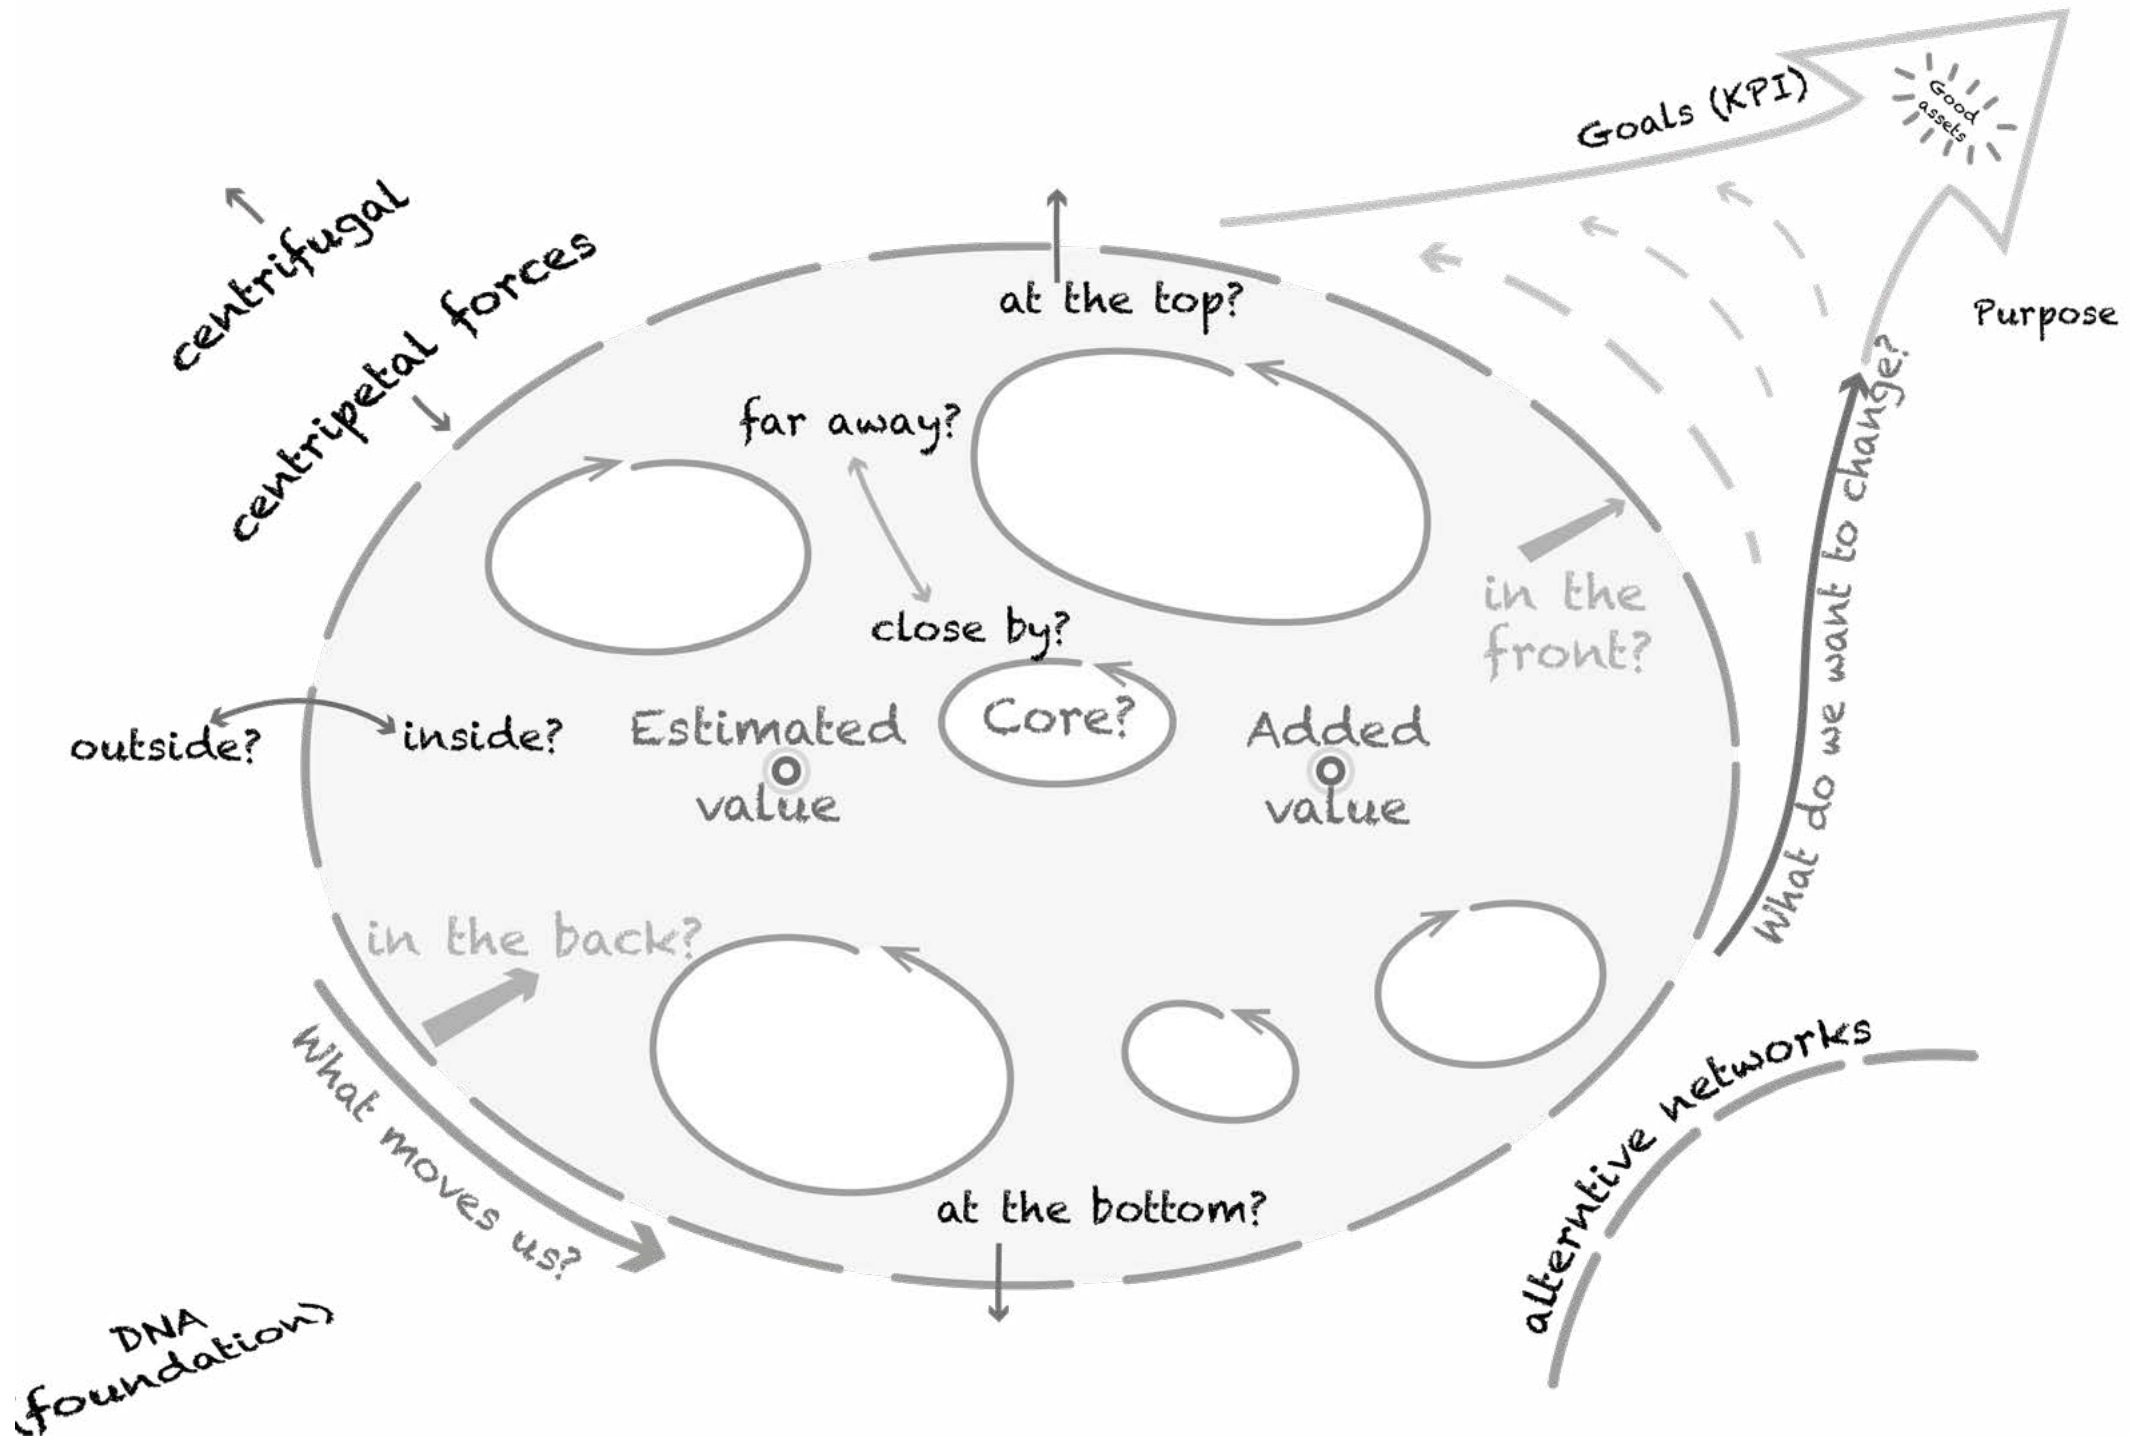 Goals (KPI)
Good
assets
centrifugal
centripetal forces
at the top?
Purpose
far away?
close by?
in the
front?
What do we want to change?
outside?
inside?
Estimated
value
Core?
Added
value
in the back?
What moves us?
at the bottom?
alterntive networks
DNA
(foundation)